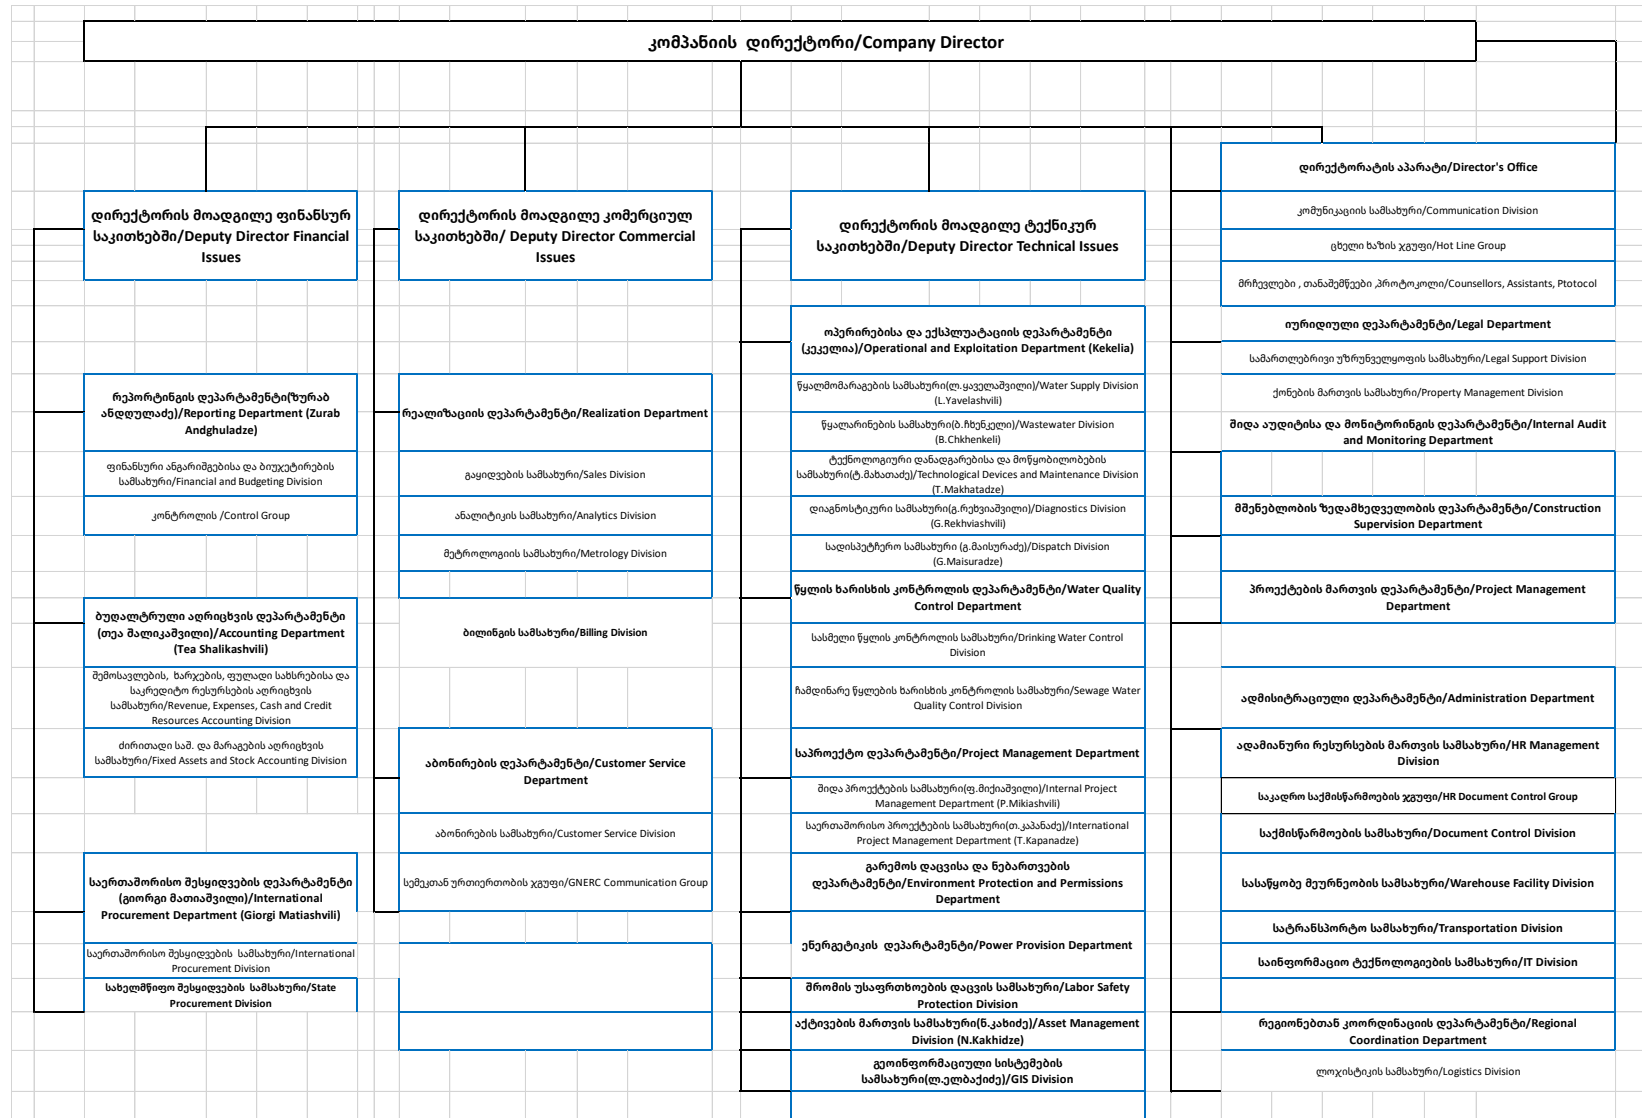 კომპანიის დირექტორი/Company Director
დირექტორის მოადგილე ფინანსურ
საკითხებში/Deputy Director Financial
Issues
რეპორტინგის დეპარტამენტი(ზურაბ
ანდღულაძე)/Reporting Department (Zurab
Andghuladze)
ფინანსური ანგარიშგებისა და ბიუჯეტირების
სამსახური/Financial and Budgeting Division
კონტროლის /Control Group
ბუღალტრული აღრიცხვის დეპარტამენტი
(თეა შალიკაშვილი)/Accounting Department
(Tea Shalikashvili)
შემოსავლების, ხარჯების, ფულადი სახსრებისა და
საკრედიტო რესურსების აღრიცხვის
სამსახური/Revenue, Expenses, Cash and Credit
Resources Accounting Division
ძირითადი საშ. და მარაგების აღრიცხვის
სამსახური/Fixed Assets and Stock Accounting Division
საერთაშორისო შესყიდვების დეპარტამენტი
(გიორგი მათიაშვილი)/International
Procurement Department (Giorgi Matiashvili)
საერთაშორისო შესყიდვების სამსახური/International
Procurement Division
სახელმწიფო შესყიდვების სამსახური/State
Procurement Division
დირექტორის მოადგილე კომერციულ
საკითხებში/ Deputy Director Commercial
Issues
რეალიზაციის დეპარტამენტი/Realization Department
გაყიდვების სამსახური/Sales Division
ანალიტიკის სამსახური/Analytics Division
მეტროლოგიის სამსახური/Metrology Division
ბილინგის სამსახური/Billing Division
აბონირების დეპარტამენტი/Customer Service
Department
აბონირების სამსახური/Customer Service Division
სემეკთან ურთიერთობის ჯგუფი/GNERC Communication Group
დირექტორის მოადგილე ტექნიკურ
საკითხებში/Deputy Director Technical Issues
ოპერირებისა და ექსპლუატაციის დეპარტამენტი
(კეკელია)/Operational and Exploitation Department (Kekelia)
წყალმომარაგების სამსახური(ლ.ყაველაშვილი)/Water Supply Division
(L.Yavelashvili)
წყალარინების სამსახური(ბ.ჩხენკელი)/Wastewater Division
(B.Chkhenkeli)
ტექნოლოგიური დანადგარებისა და მოწყობილობების
სამსახური(ტ.მახათაძე)/Technological Devices and Maintenance Division
(T.Makhatadze)
დიაგნოსტიკური სამსახური(გ.რეხვიაშვილი)/Diagnostics Division
(G.Rekhviashvili)
სადისპეტჩერო სამსახური (გ.მაისურაძე)/Dispatch Division
(G.Maisuradze)
წყლის ხარისხის კონტროლის დეპარტამენტი/Water Quality
Control Department
სასმელი წყლის კონტროლის სამსახური/Drinking Water Control
Division
ჩამდინარე წყლების ხარისხის კონტროლის სამსახური/Sewage Water
Quality Control Division
საპროექტო დეპარტამენტი/Project Management Department
შიდა პროექტების სამსახური(ფ.მიქიაშვილი)/Internal Project
Management Department (P.Mikiashvili)
საერთაშორისო პროექტების სამსახური(თ.კაპანაძე)/International
Project Management Department (T.Kapanadze)
გარემოს დაცვისა და ნებართვების
დეპარტამენტი/Environment Protection and Permissions
Department
ენერგეტიკის დეპარტამენტი/Power Provision Department
შრომის უსაფრთხოების დაცვის სამსახური/Labor Safety
Protection Division
აქტივების მართვის სამსახური(ნ.კახიძე)/Asset Management
Division (N.Kakhidze)
გეოინფორმაციული სისტემების
სამსახური(ლ.ელბაქიძე)/GIS Division
დირექტორატის აპარატი/Director's Office
კომუნიკაციის სამსახური/Communication Division
ცხელი ხაზის ჯგუფი/Hot Line Group
მრჩევლები , თანაშემწეები ,პროტოკოლი/Counsellors, Assistants, Ptotocol
იურიდიული დეპარტამენტი/Legal Department
სამართლებრივი უზრუნველყოფის სამსახური/Legal Support Division
ქონების მართვის სამსახური/Property Management Division
შიდა აუდიტისა და მონიტორინგის დეპარტამენტი/Internal Audit
and Monitoring Department
მშენებლობის ზედამხედველობის დეპარტამენტი/Construction
Supervision Department
პროექტების მართვის დეპარტამენტი/Project Management
Department
ადმისიტრაციული დეპარტამენტი/Administration Department
ადამიანური რესურსების მართვის სამსახური/HR Management
Division
საკადრო საქმისწარმოების ჯგუფი/HR Document Control Group
საქმისწარმოების სამსახური/Document Control Division
სასაწყობე მეურნეობის სამსახური/Warehouse Facility Division
სატრანსპორტო სამსახური/Transportation Division
საინფორმაციო ტექნოლოგიების სამსახური/IT Division
რეგიონებთან კოორდინაციის დეპარტამენტი/Regional
Coordination Department
ლოჯისტიკის სამსახური/Logistics Division